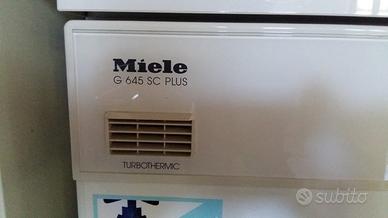 Miele
G 645 SC PLUS
TURBOTHERMIC
subito